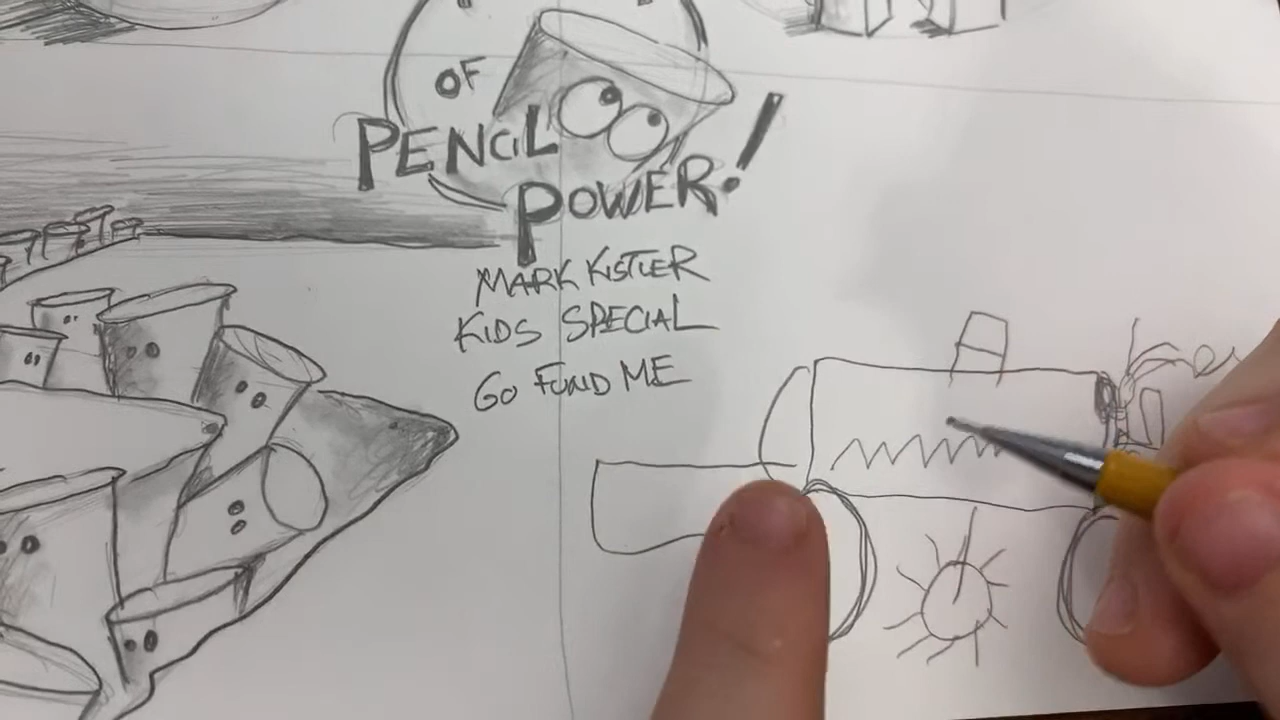 OF
PENCIL
POWER!
MARK KISTLER
KIDS SPECIAL
GO FUND ME